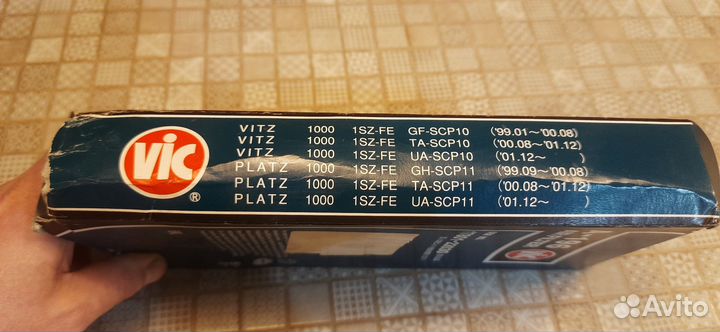 VIC
®
VITZ 1000 1SZ-FE GF-SCP10 ('99.01～'00.08)
VITZ 1000 1SZ-FE TA-SCP10 ('00.08～'01.12)
VITZ 1000 1SZ-FE UA-SCP10 ('01.12～ )
PLATZ 1000 1SZ-FE GH-SCP11 ('99.09～'00.08)
PLATZ 1000 1SZ-FE TA-SCP11 ('00.08～'01.12)
PLATZ 1000 1SZ-FE UA-SCP11 ('01.12～ )
VIC
Avito